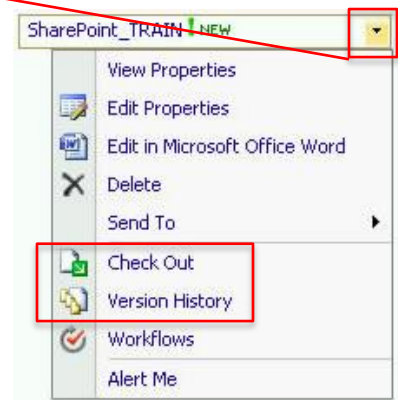 SharePoint_TRAIN ! NEW
View Properties
Edit Properties
Edit in Microsoft Office Word
Delete
Send To
Check Out
Version History
Workflows
Alert Me